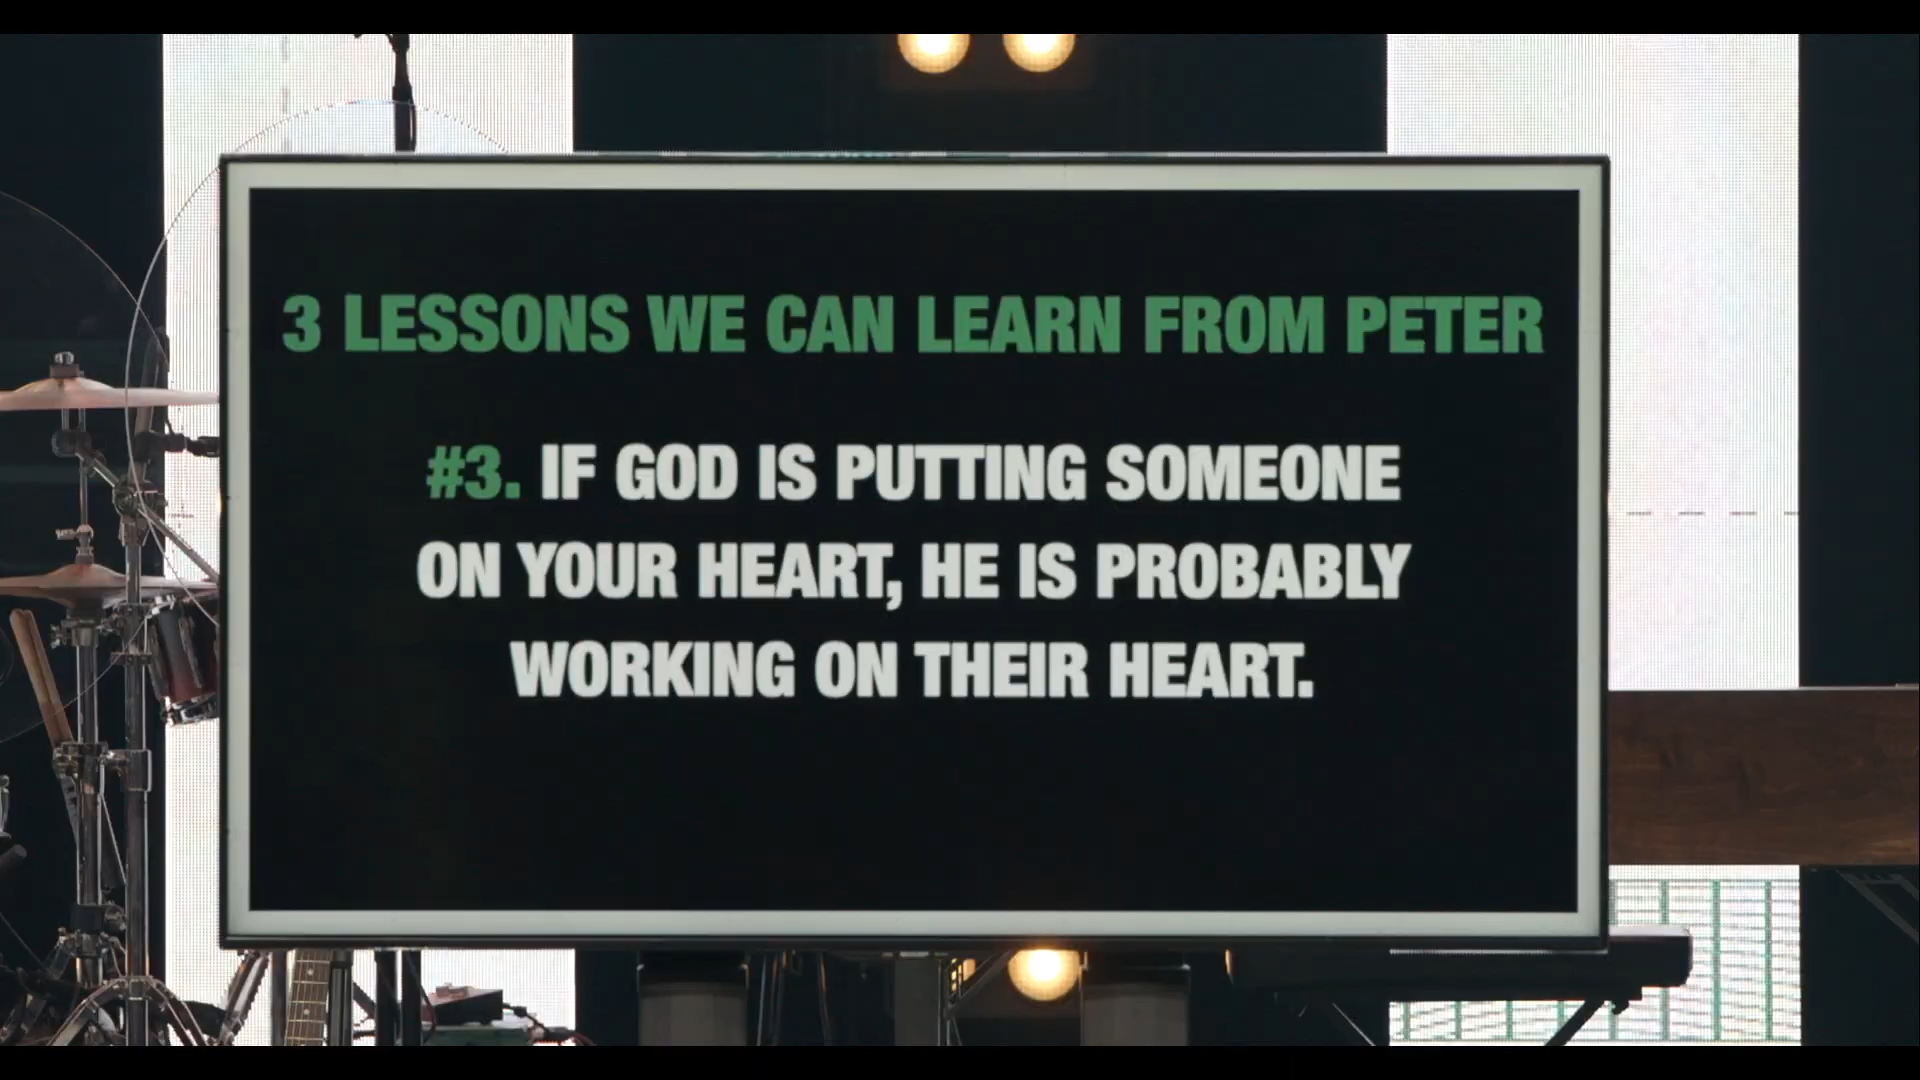 3 LESSONS WE CAN LEARN FROM PETER
#3. IF GOD IS PUTTING SOMEONE
ON YOUR HEART, HE IS PROBABLY
WORKING ON THEIR HEART.